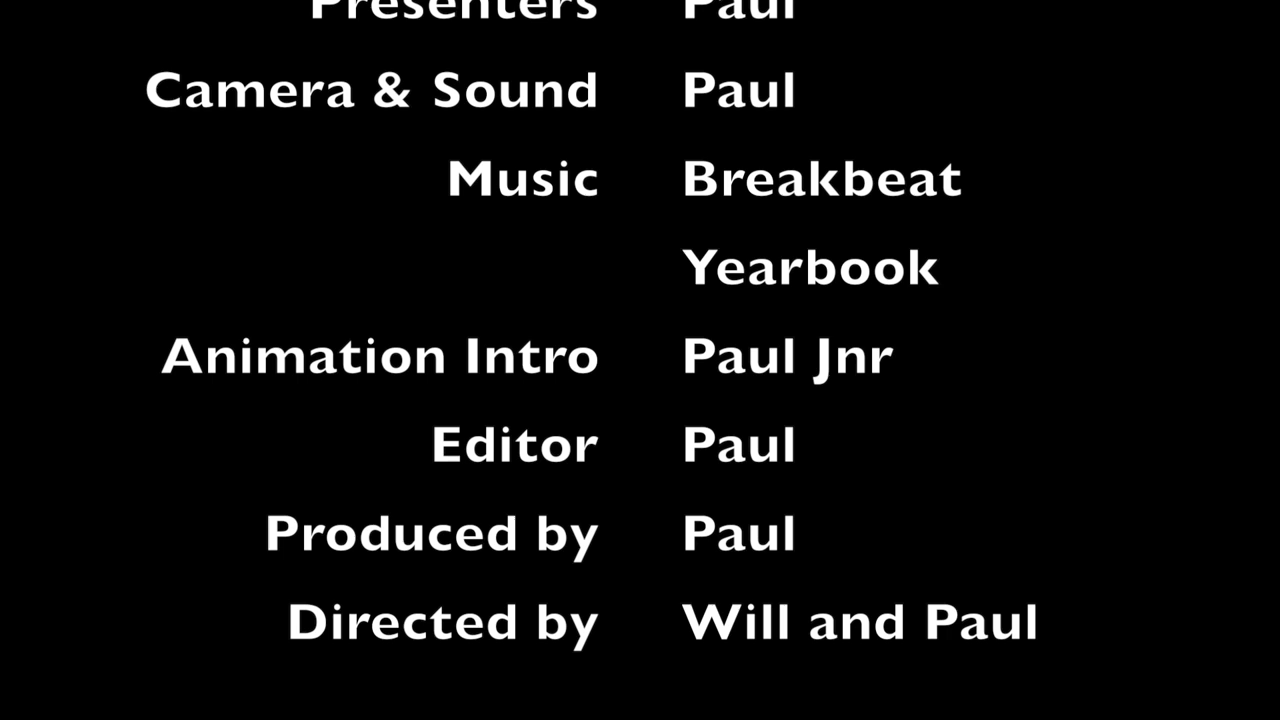 Presenters Paul
Camera & Sound Paul
Music Breakbeat
Yearbook
Animation Intro Paul Jnr
Editor Paul
Produced by Paul
Directed by Will and Paul